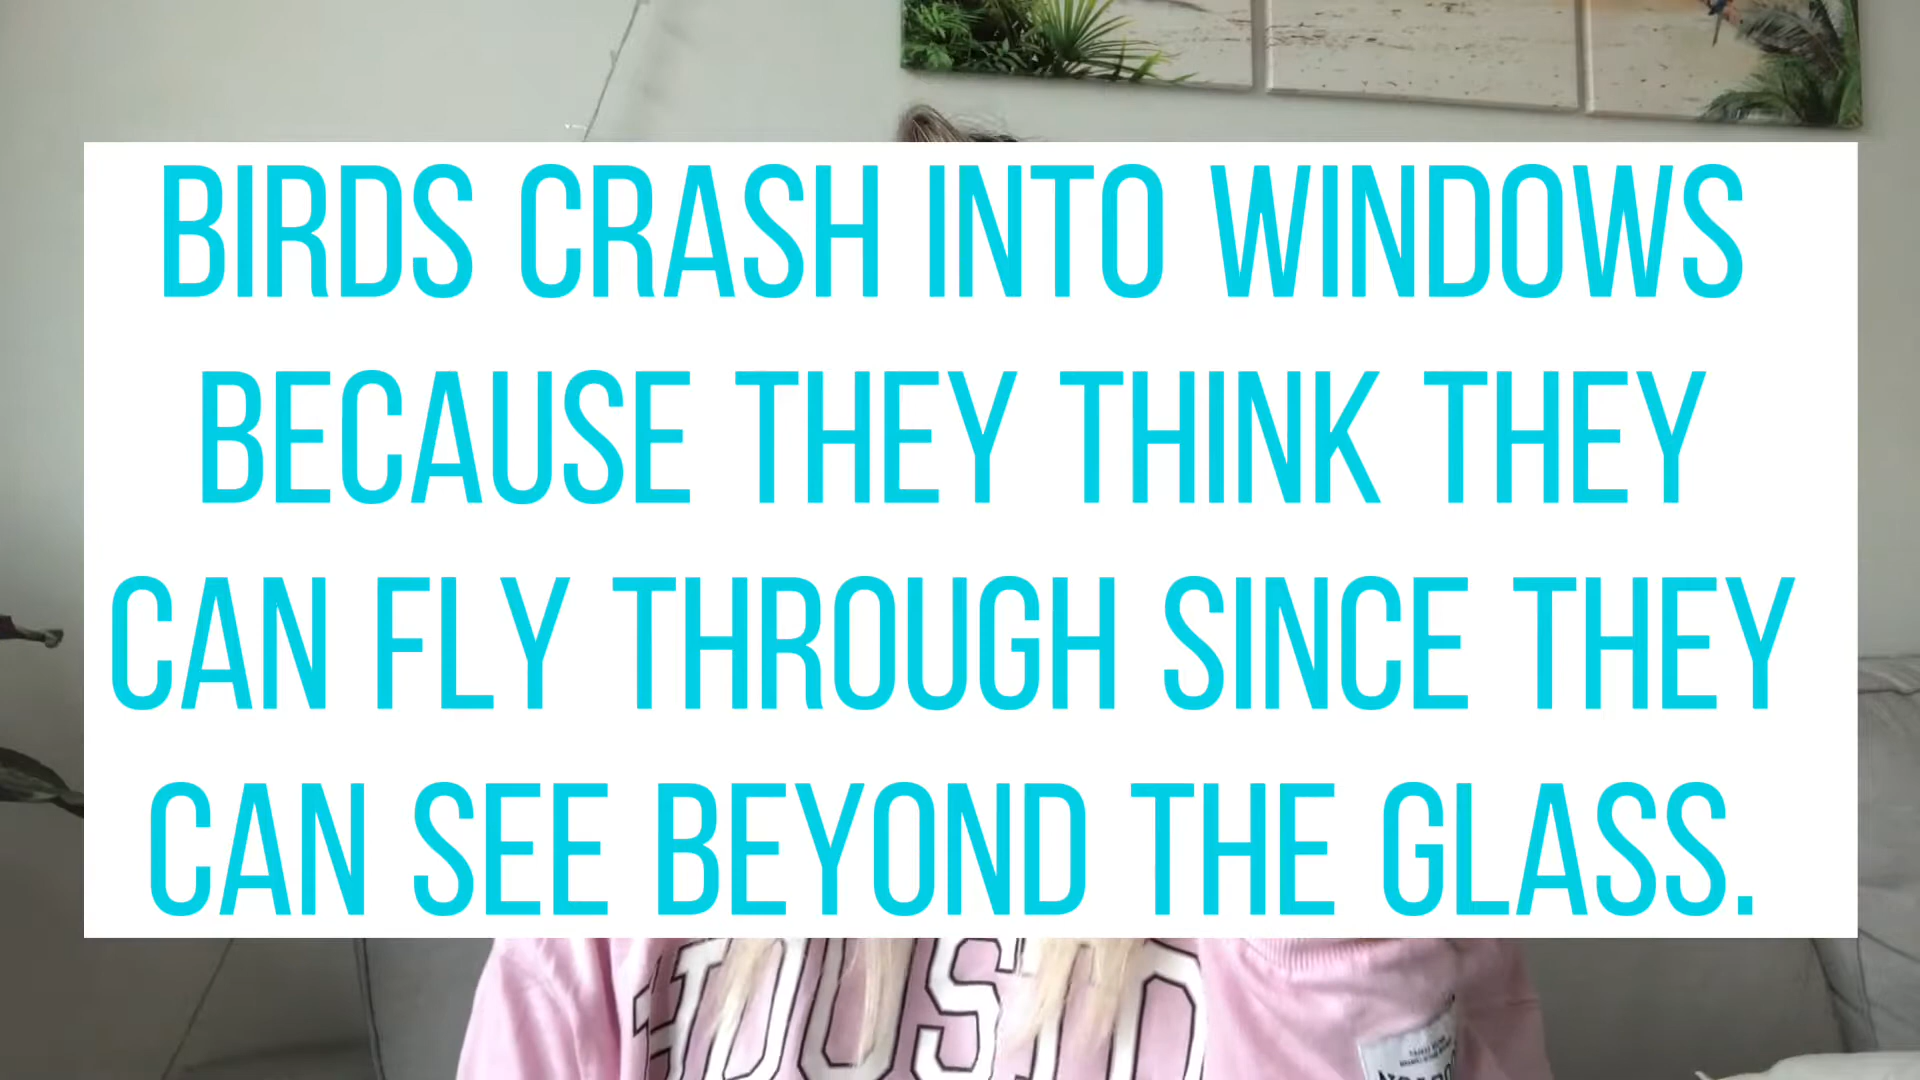 BIRDS CRASH INTO WINDOWS
BECAUSE THEY THINK THEY
CAN FLY THROUGH SINCE THEY
CAN SEE BEYOND THE GLASS.